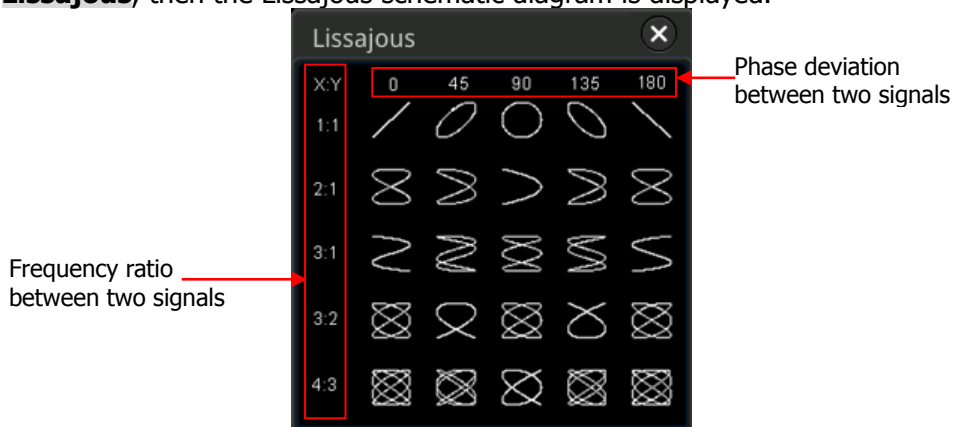 Lissajous, then the Lissajous schematic diagram is displayed.
Lissajous
Phase deviation
between two signals
X:Y 0 45 90 135 180
1:1
2:1
3:1
Frequency ratio
between two signals
3:2
4:3